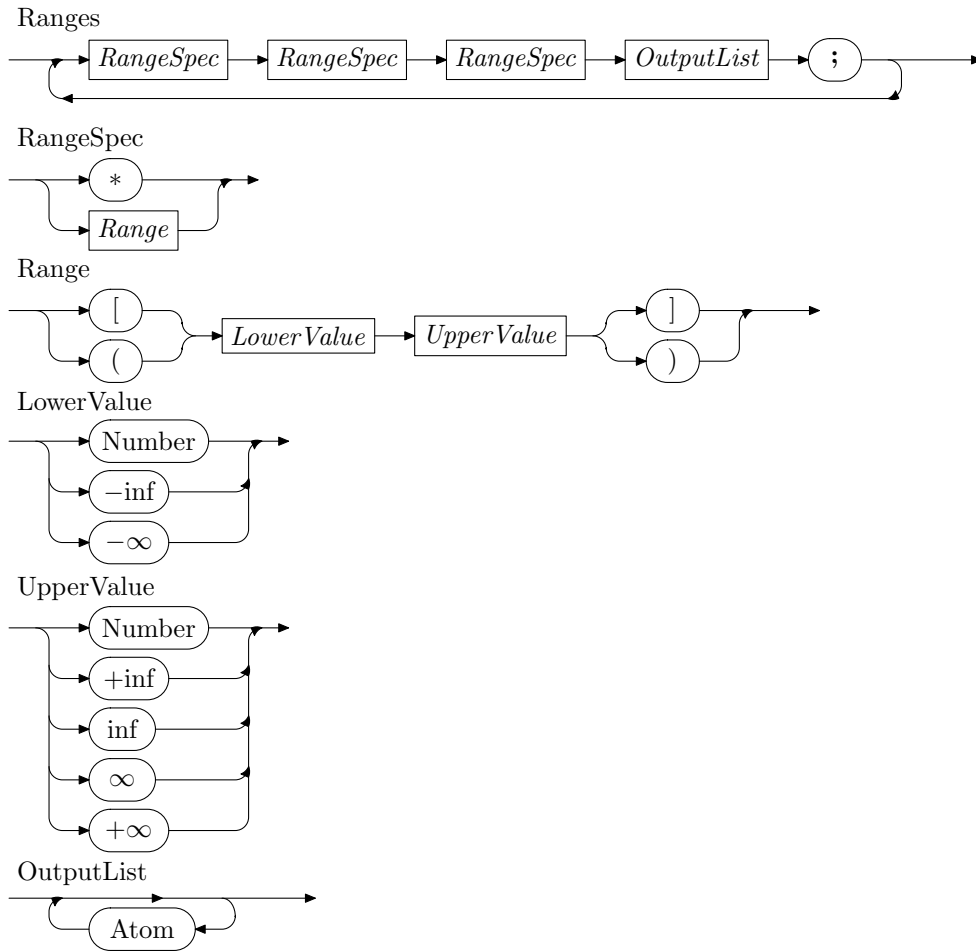 Ranges
RangeSpec RangeSpec RangeSpec OutputList ;
RangeSpec
*
Range
Range
[ ]
LowerValue UpperValue
( )
LowerValue
Number
−inf
−∞
UpperValue
Number
+inf
inf
∞
+∞
OutputList
Atom